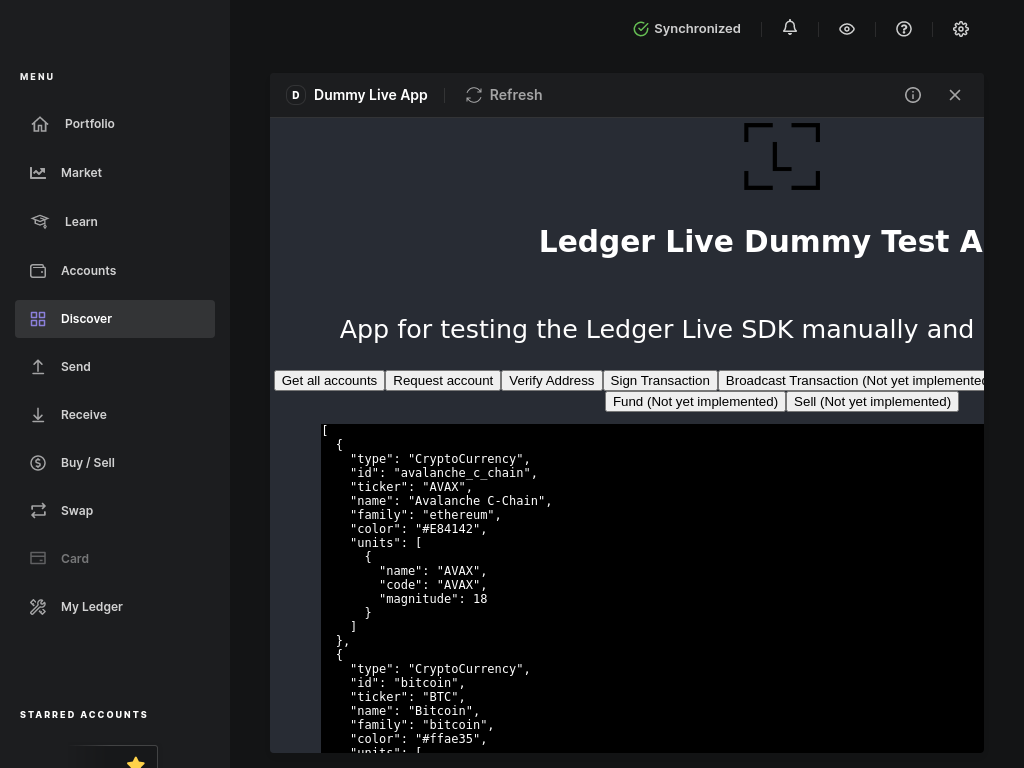 Synchronized
MENU
Portfolio
Market
Learn
Accounts
Discover
Send
Receive
Buy / Sell
Swap
Card
My Ledger
STARRED ACCOUNTS
D Dummy Live App
Refresh
L
Ledger Live Dummy Test A
App for testing the Ledger Live SDK manually and
Get all accounts Request account Verify Address Sign Transaction Broadcast Transaction (Not yet implemented
Fund (Not yet implemented) Sell (Not yet implemented)
[
{
"type": "CryptoCurrency",
"id": "avalanche_c_chain",
"ticker": "AVAX",
"name": "Avalanche C-Chain",
"family": "ethereum",
"color": "#E84142",
"units": [
{
"name": "AVAX",
"code": "AVAX",
"magnitude": 18
}
]
},
{
"type": "CryptoCurrency",
"id": "bitcoin",
"ticker": "BTC",
"name": "Bitcoin",
"family": "bitcoin",
"color": "#ffae35",
"units": [